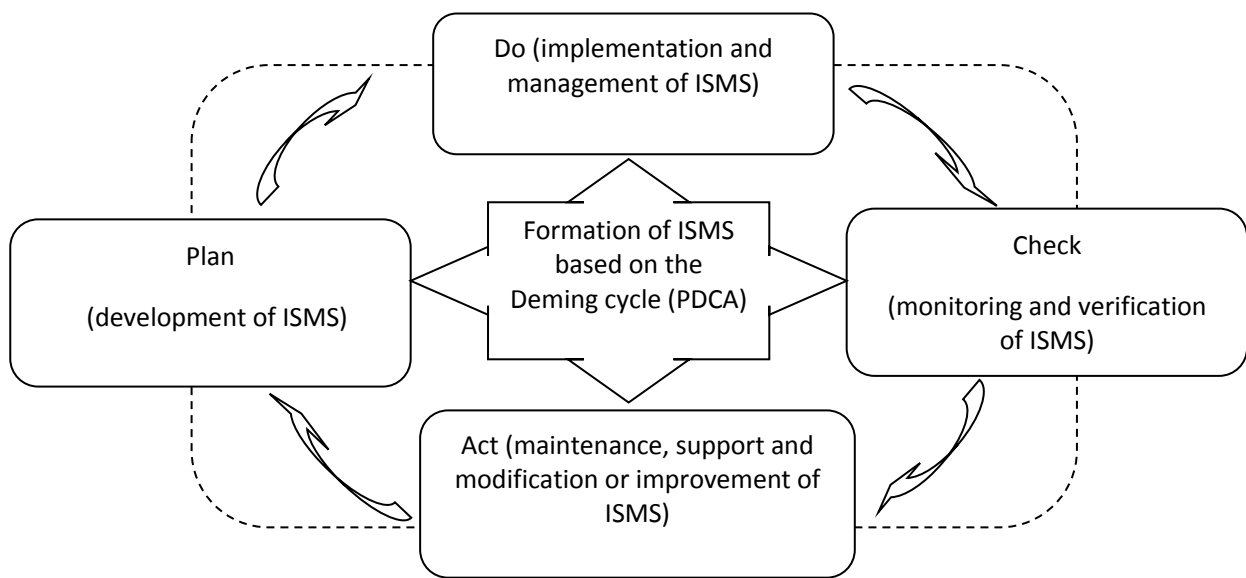 Do (implementation and
management of ISMS)
Plan
(development of ISMS)
Formation of ISMS
based on the
Deming cycle (PDCA)
Check
(monitoring and verification
of ISMS)
Act (maintenance, support and
modification or improvement of
ISMS)